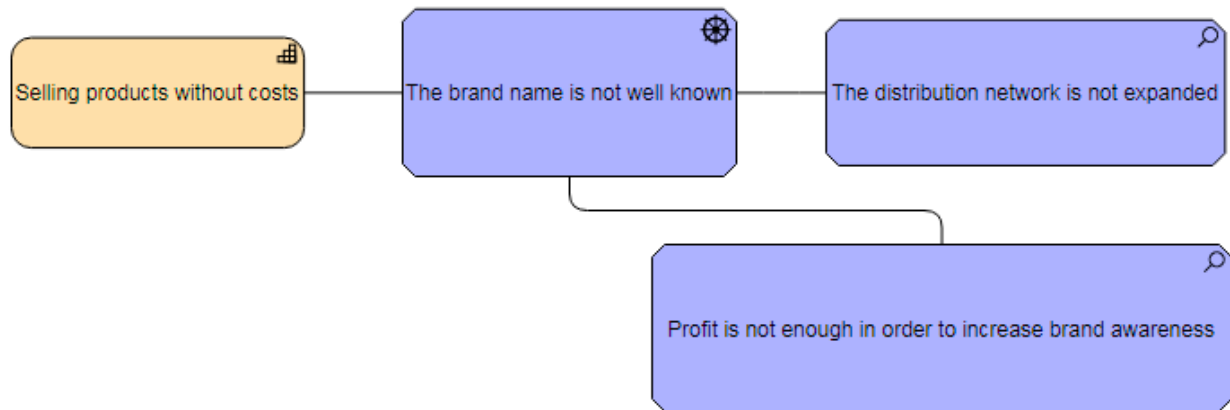 Selling products without costs
The brand name is not well known
The distribution network is not expanded
Profit is not enough in order to increase brand awareness